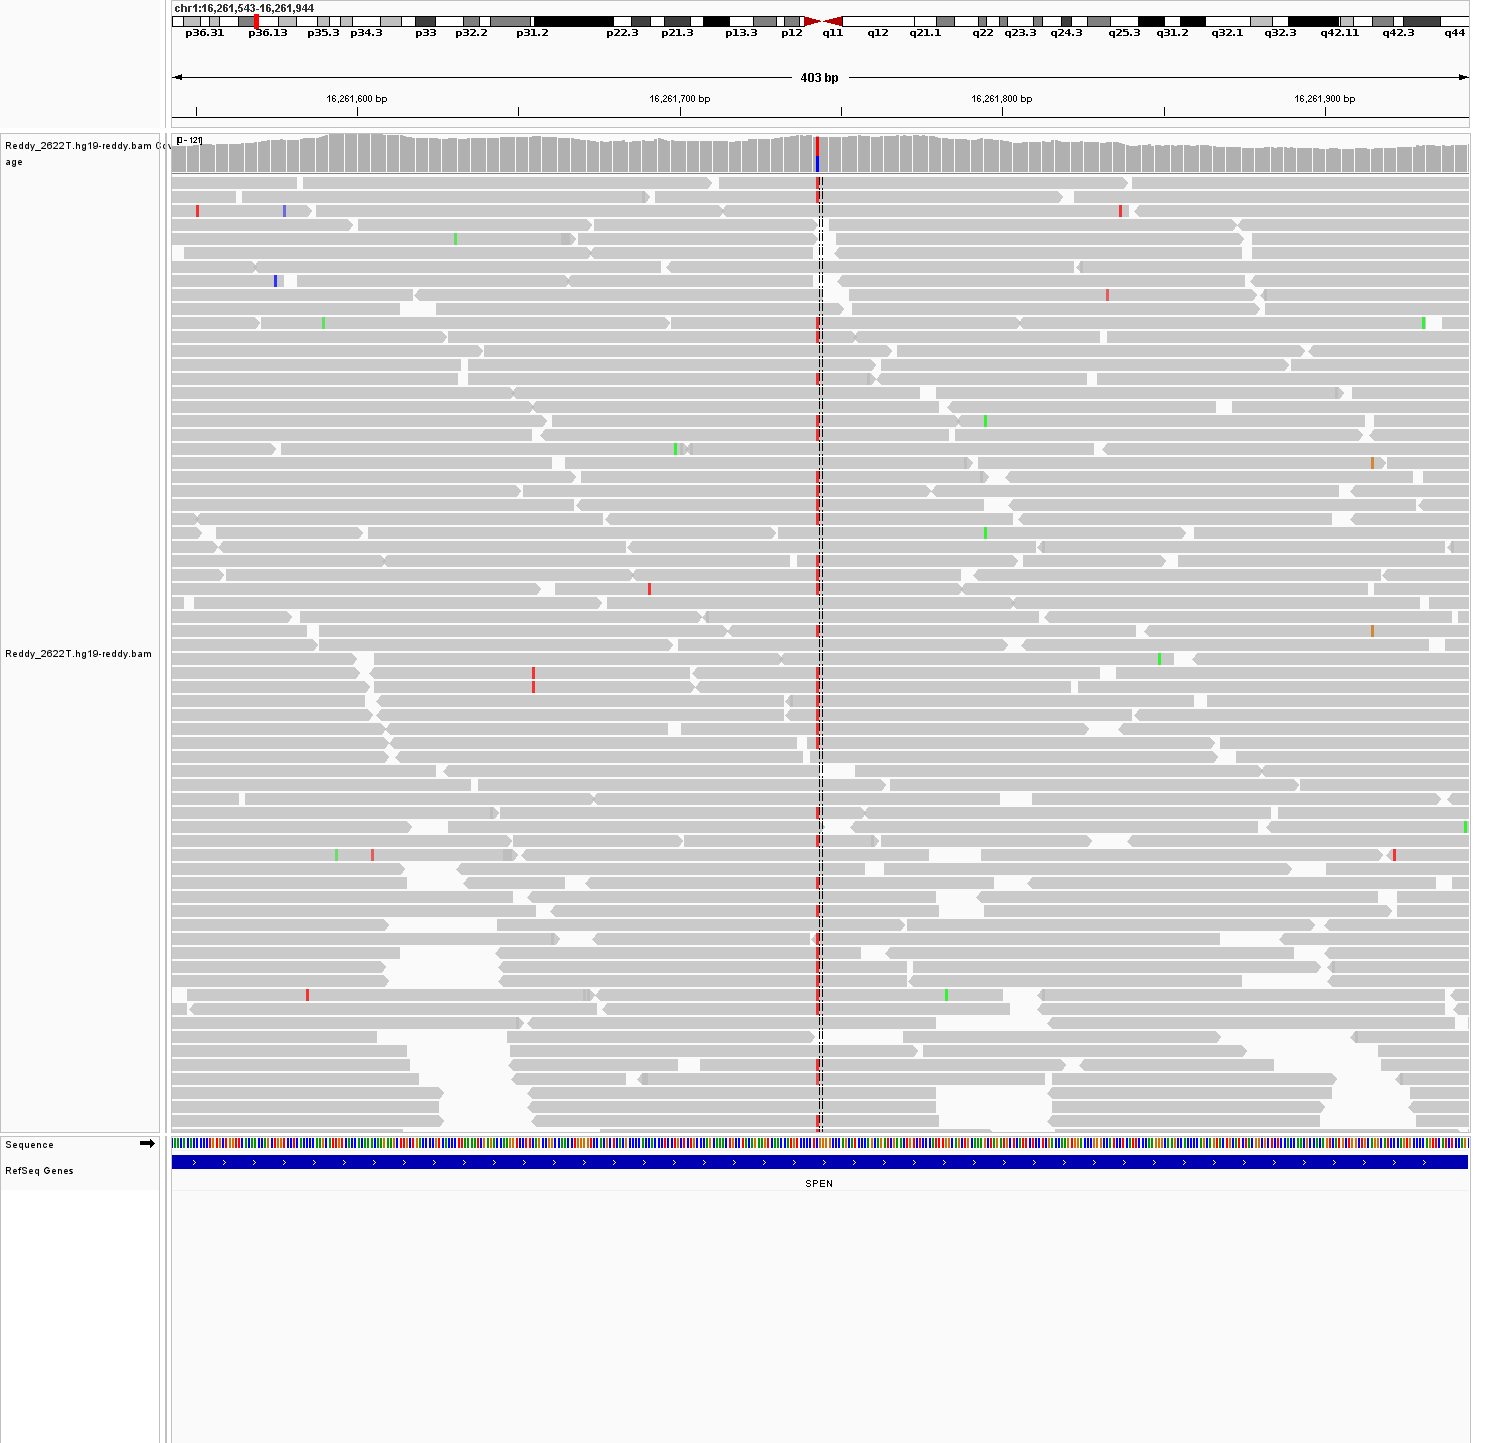 chr1:16,261,543-16,261,944
p36.31 p36.13 p35.3 p34.3 p33 p32.2 p31.2 p22.3 p21.3 p13.3 p12 q11 q12 q21.1 q22 q23.3 q24.3 q25.3 q31.2 q32.1 q32.3 q42.11 q42.3 q44
403 bp
16,261,600 bp 16,261,700 bp 16,261,800 bp 16,261,900 bp
[0 - 121]
Reddy_2622T.hg19-reddy.bam Cov
age
Reddy_2622T.hg19-reddy.bam
Sequence
RefSeq Genes
SPEN